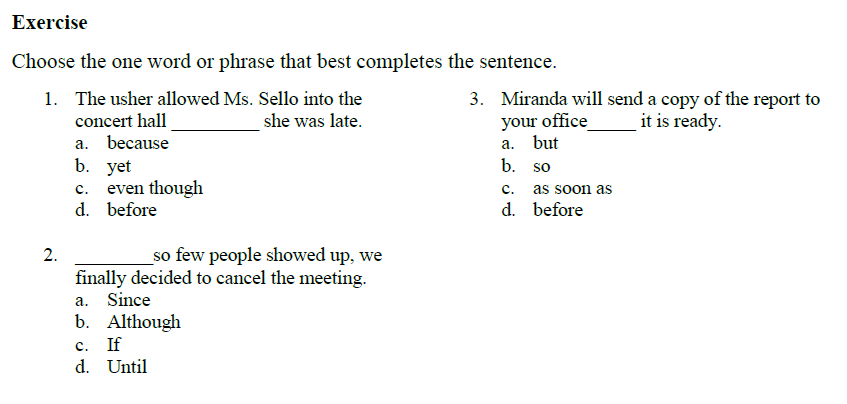 Exercise
Choose the one word or phrase that best completes the sentence.
1. The usher allowed Ms. Sello into the
concert hall _________ she was late.
a. because
b. yet
c. even though
d. before
2. ________so few people showed up, we
finally decided to cancel the meeting.
a. Since
b. Although
c. If
d. Until
3. Miranda will send a copy of the report to
your office_____ it is ready.
a. but
b. so
c. as soon as
d. before